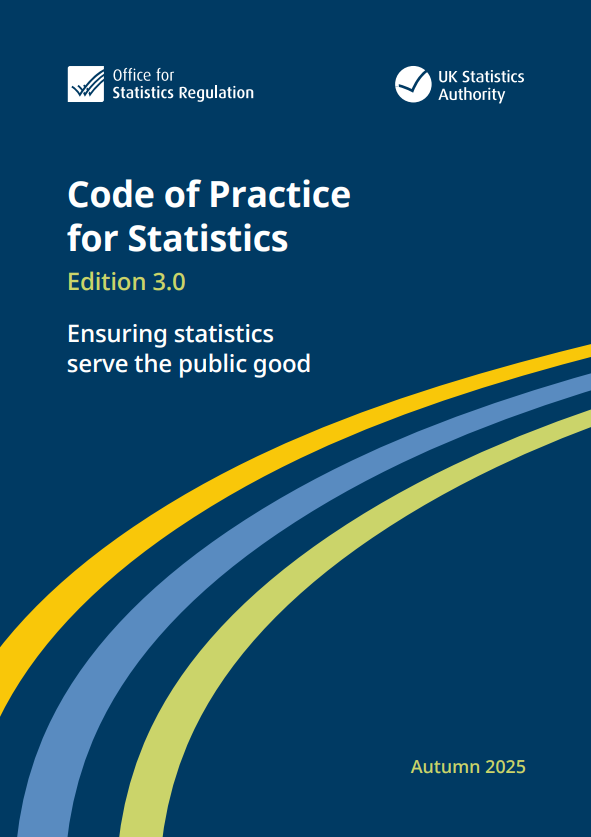 Office for
Statistics Regulation
UK Statistics
Authority
Code of Practice
for Statistics
Edition 3.0
Ensuring statistics
serve the public good
Autumn 2025